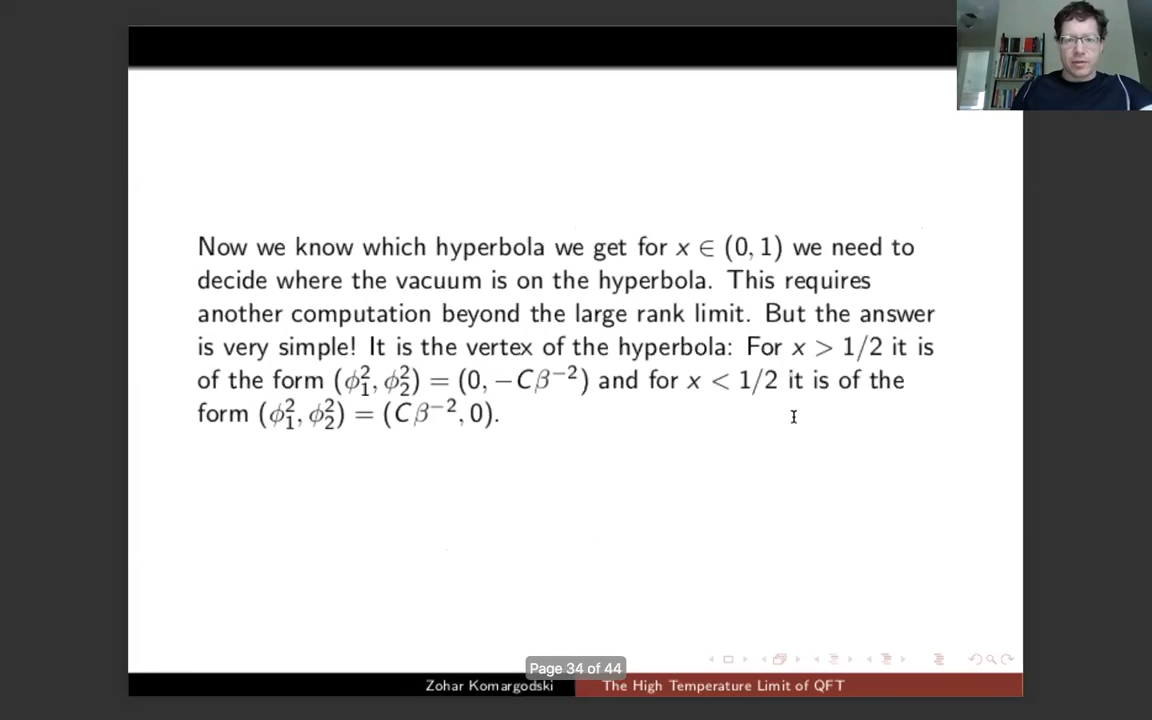 Now we know which hyperbola we get for x ∈ (0, 1) we need to
decide where the vacuum is on the hyperbola. This requires
another computation beyond the large rank limit. But the answer
is very simple! It is the vertex of the hyperbola: For x > 1/2 it is
of the form (ϕ₁², ϕ₂²) = (0, −Cβ⁻²) and for x < 1/2 it is of the
form (ϕ₁², ϕ₂²) = (Cβ⁻², 0).
Page 34 of 44
Zohar Komargodski
The High Temperature Limit of QFT